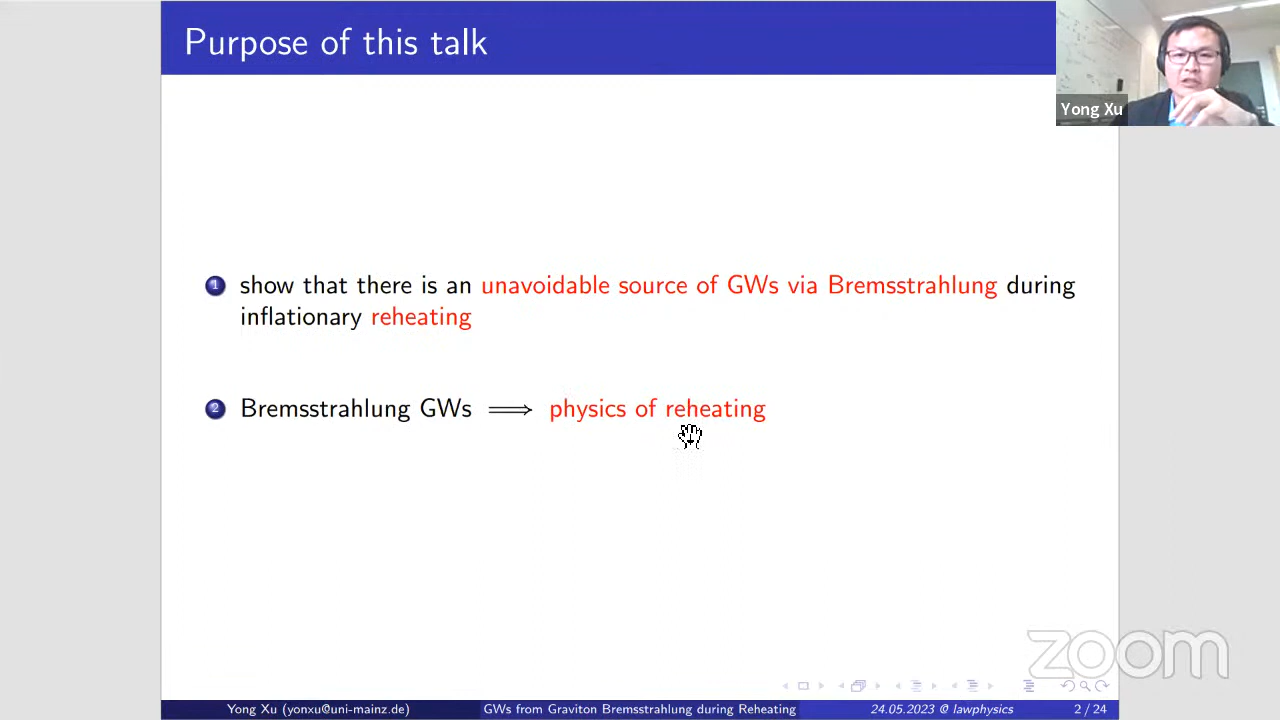 Purpose of this talk
Yong Xu
1 show that there is an unavoidable source of GWs via Bremsstrahlung during
inflationary reheating
2 Bremsstrahlung GWs ⟹ physics of reheating
zoom
Yong Xu (yonxu@uni-mainz.de) GWs from Graviton Bremsstrahlung during Reheating 24.05.2023 @ lawphysics 2 / 24